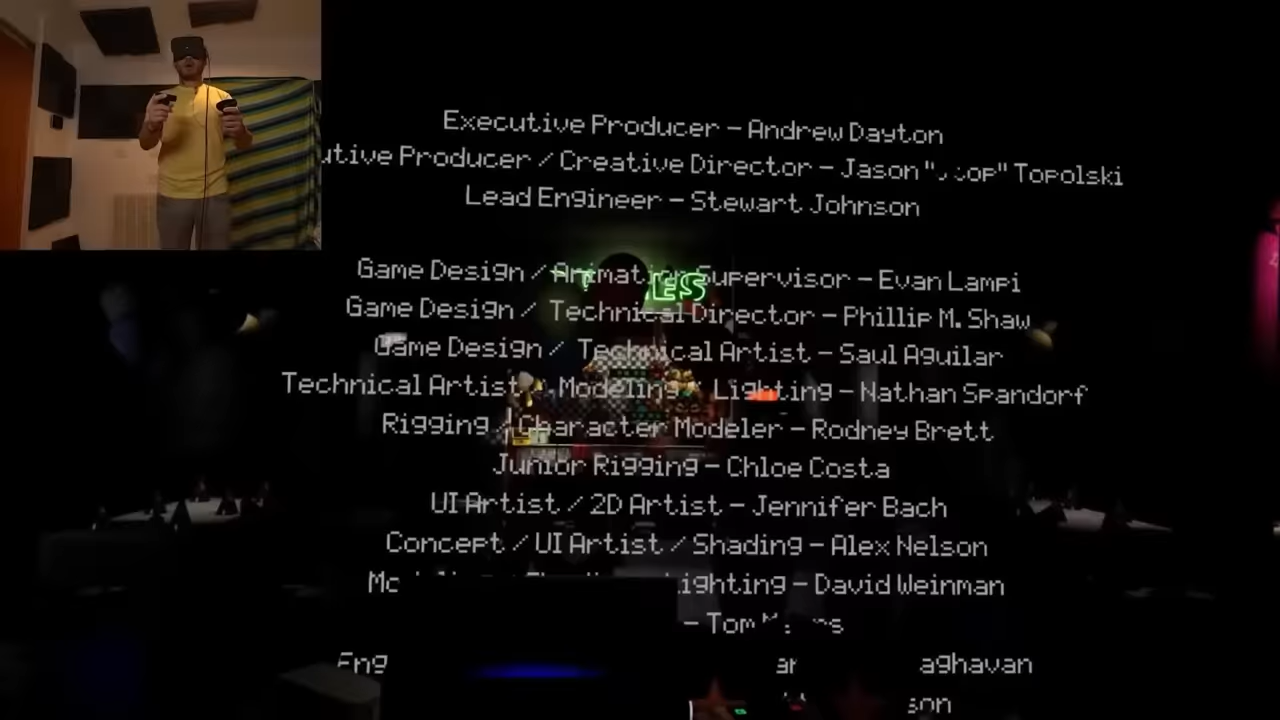 Executive Producer - Andrew Dayton
Producer / Creative Director - Jason Topolski
Lead Engineer - Stewart Johnson
Game Design / Animation Supervisor - Evan Lampi
Game Design / Technical Director - Phillip M. Shaw
Game Design / Technical Artist - Saul Aguilar
Technical Artist / Modeling / Lighting - Nathan Spandorf
Rigging / Character Modeler - Rodney Brett
Junior Rigging - Chloe Costa
UI Artist / 2D Artist - Jennifer Bach
Concept / UI Artist / Shading - Alex Nelson
Lighting - David Weinman
- Tom